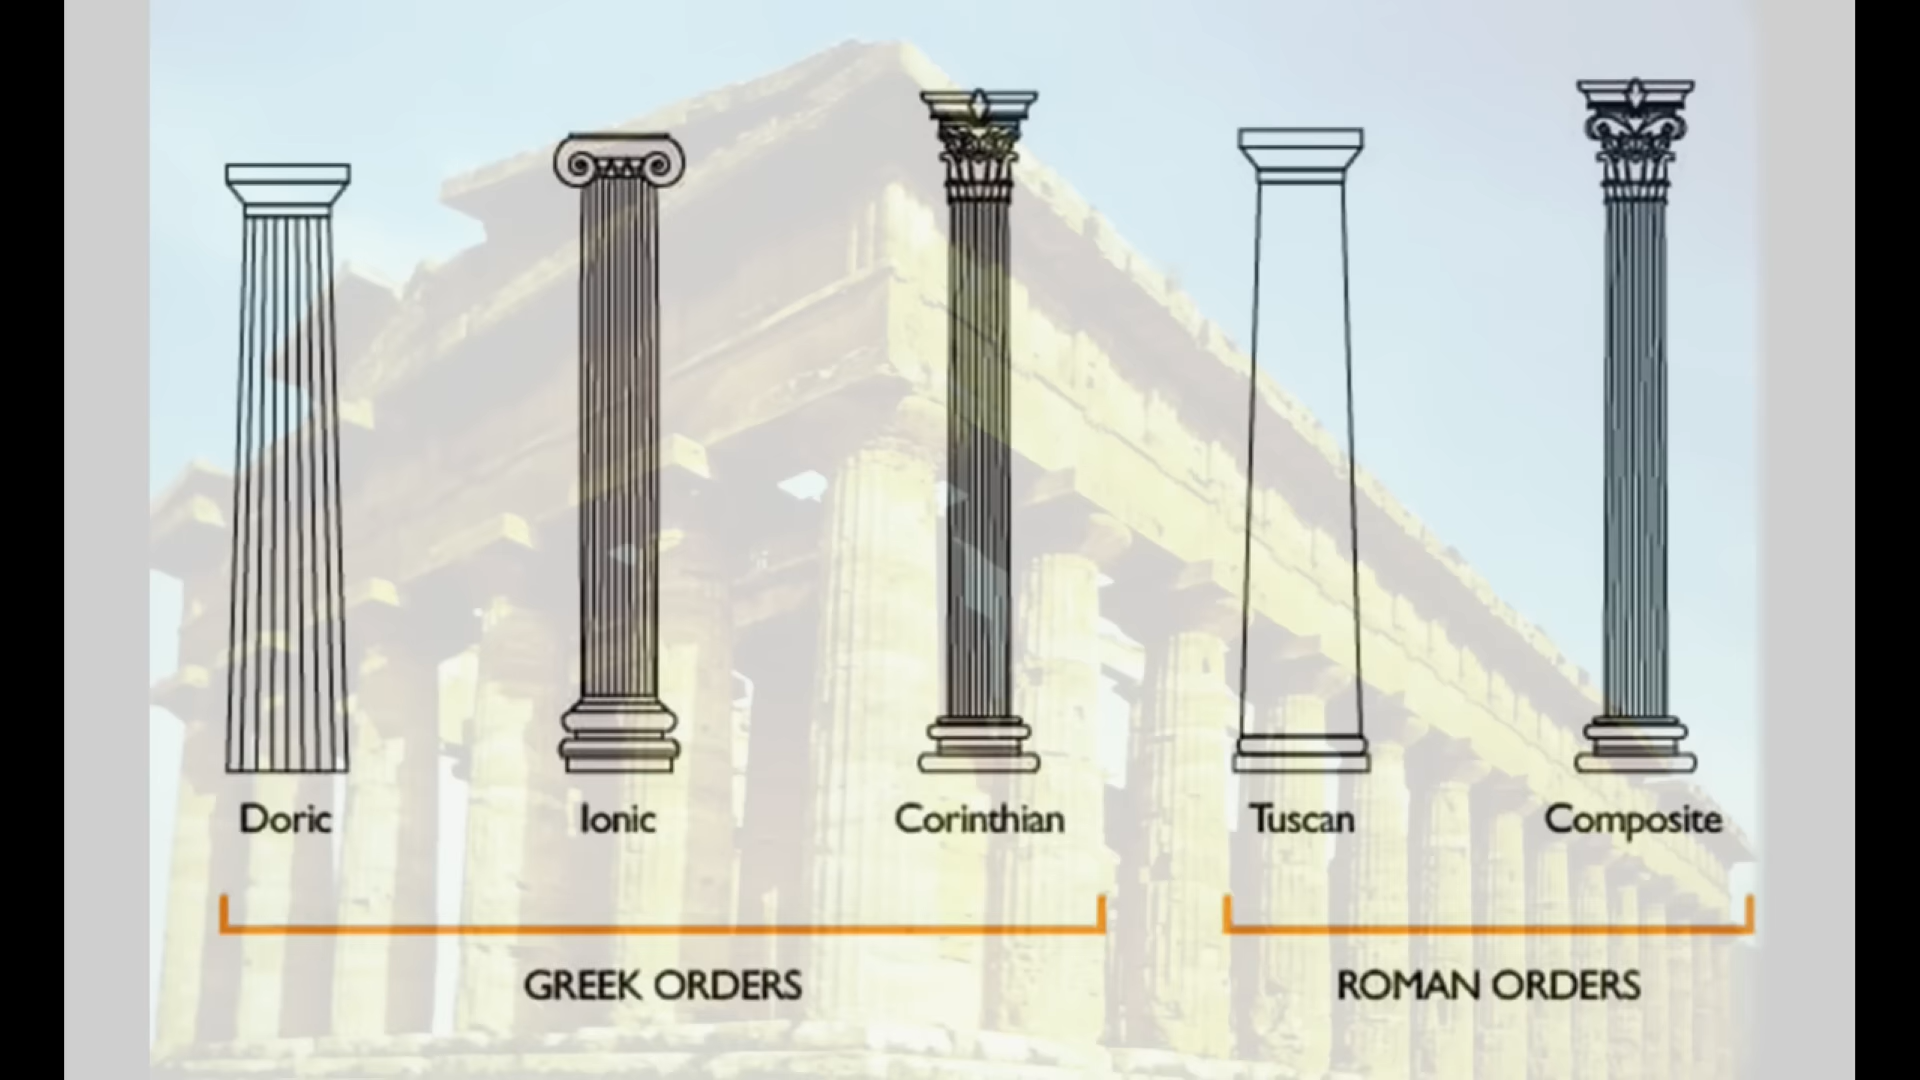 Doric
Ionic
Corinthian
Tuscan
Composite
GREEK ORDERS
ROMAN ORDERS